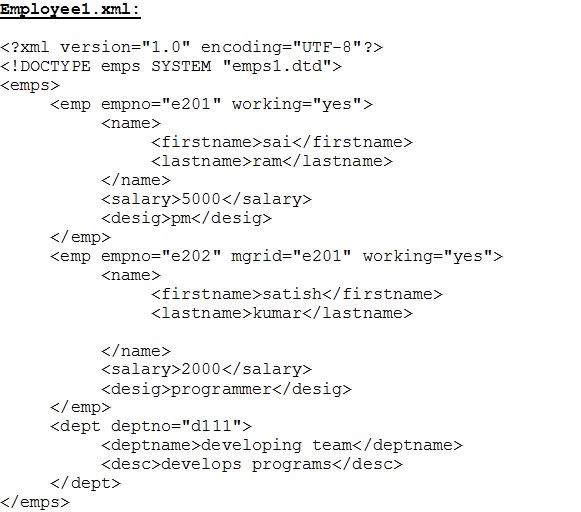 Employee1.xml:
<?xml version="1.0" encoding="UTF-8"?>
<!DOCTYPE emps SYSTEM "emps1.dtd">
<emps>
<emp empno="e201" working="yes">
<name>
<firstname>sai</firstname>
<lastname>ram</lastname>
</name>
<salary>5000</salary>
<desig>pm</desig>
</emp>
<emp empno="e202" mgrid="e201" working="yes">
<name>
<firstname>satish</firstname>
<lastname>kumar</lastname>
</name>
<salary>2000</salary>
<desig>programmer</desig>
</emp>
<dept deptno="d111">
<deptname>developing team</deptname>
<desc>develops programs</desc>
</dept>
</emps>